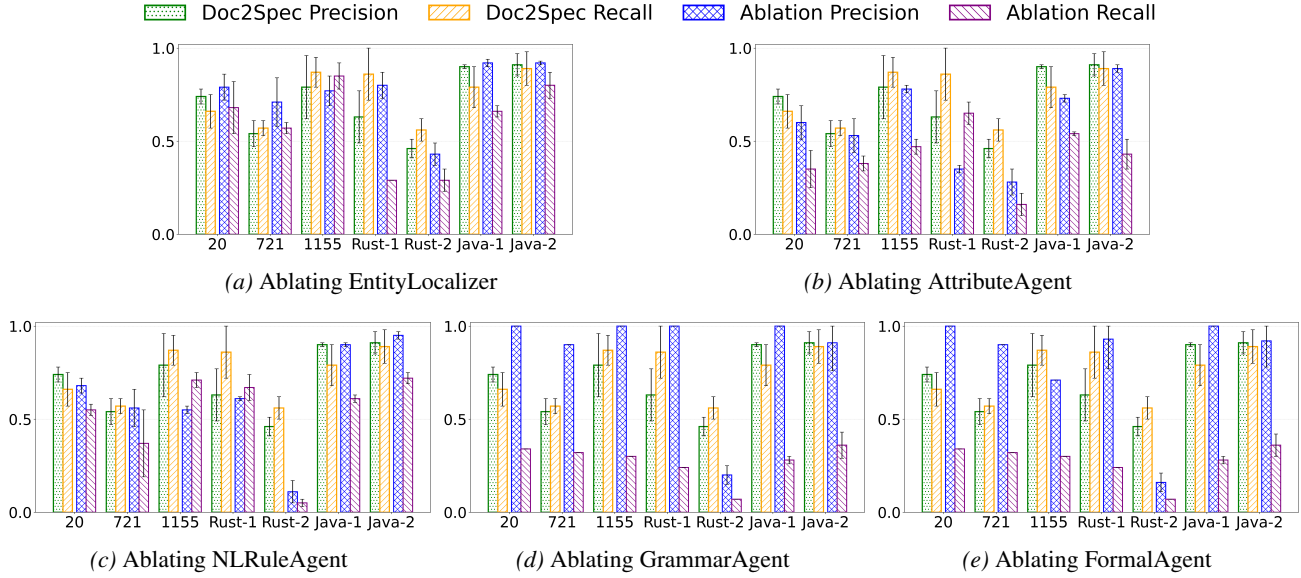 Doc2Spec Precision Doc2Spec Recall Ablation Precision Ablation Recall
1.0
0.5
0.0
20 721 1155 Rust-1 Rust-2 Java-1 Java-2
(a) Ablating EntityLocalizer
1.0
0.5
0.0
20 721 1155 Rust-1 Rust-2 Java-1 Java-2
(b) Ablating AttributeAgent
1.0
0.5
0.0
20 721 1155 Rust-1 Rust-2 Java-1 Java-2
(c) Ablating NLRuleAgent
1.0
0.5
0.0
20 721 1155 Rust-1 Rust-2 Java-1 Java-2
(d) Ablating GrammarAgent
1.0
0.5
0.0
20 721 1155 Rust-1 Rust-2 Java-1 Java-2
(e) Ablating FormalAgent